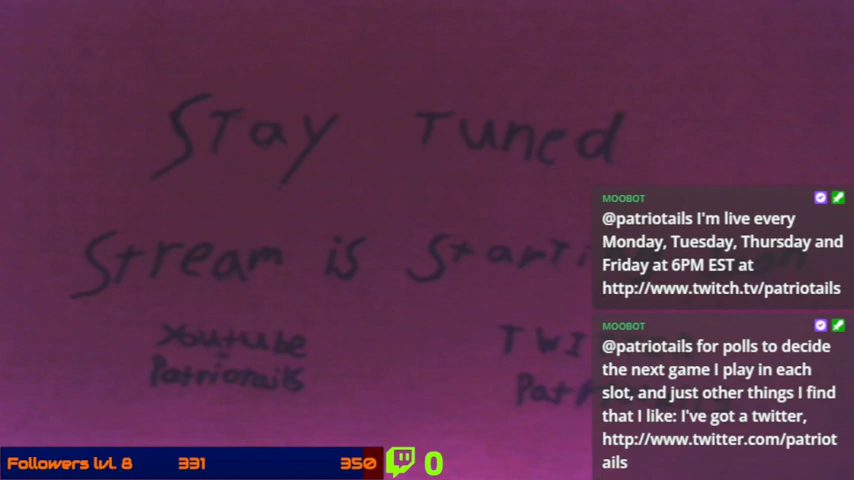 Stay Tuned
Stream is Starti
Youtube
Patriotails
MOOBOT
@patriotails I'm live every
Monday, Tuesday, Thursday and
Friday at 6PM EST at
http://www.twitch.tv/patriotails
MOOBOT
@patriotails for polls to decide
the next game I play in each
slot, and just other things I find
that I like: I've got a twitter,
http://www.twitter.com/patriot
ails
Followers lvl. 8 331 350 0